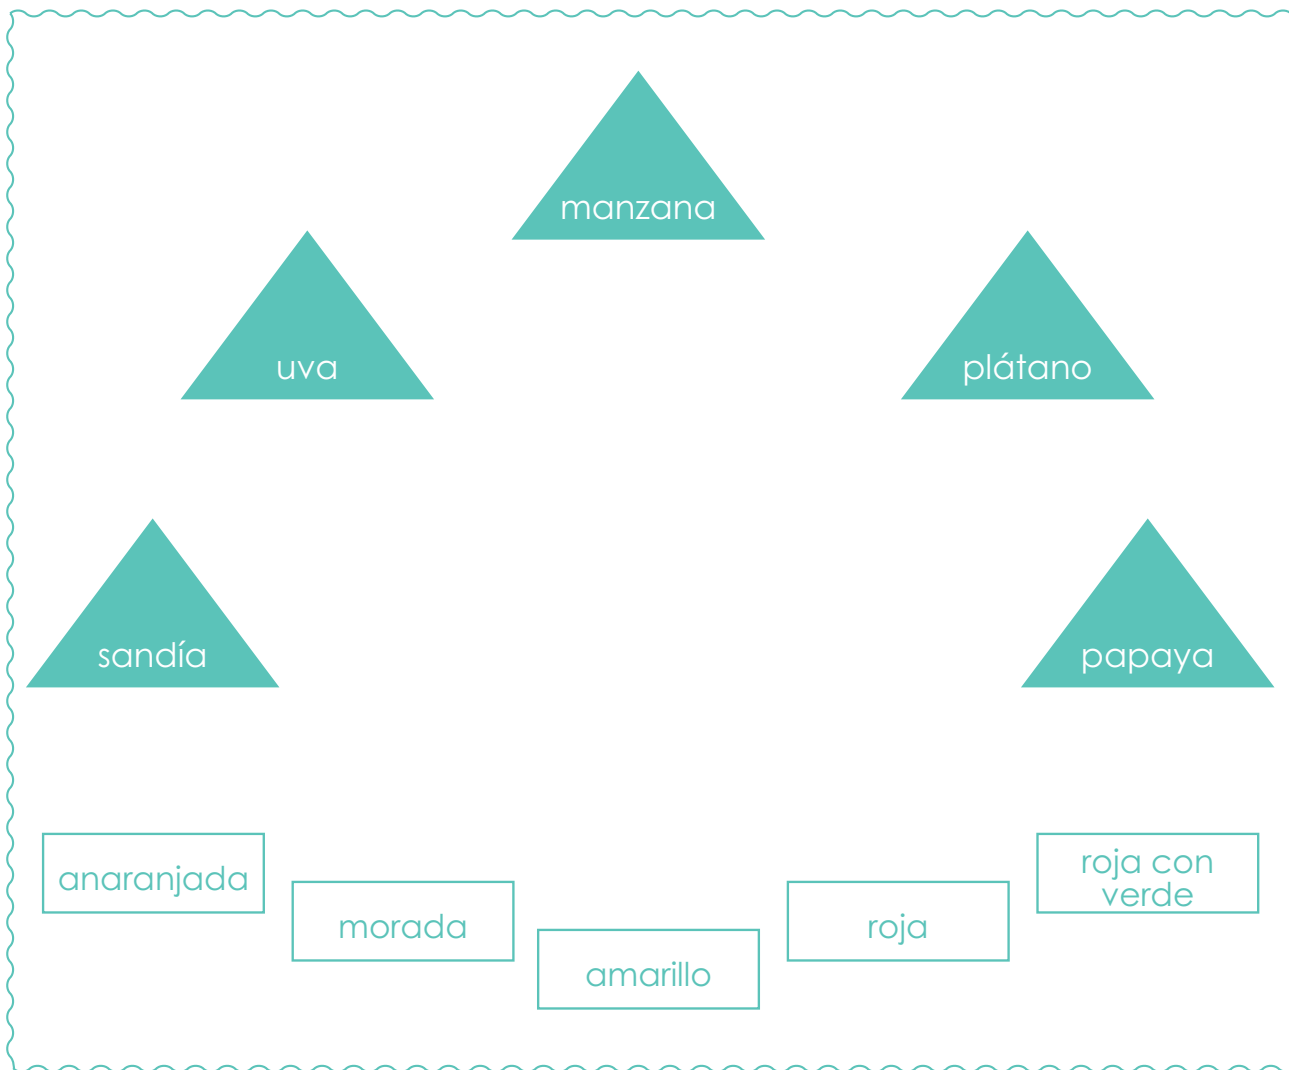 manzana
uva
plátano
sandía
papaya
anaranjada
morada
amarillo
roja
roja con
verde